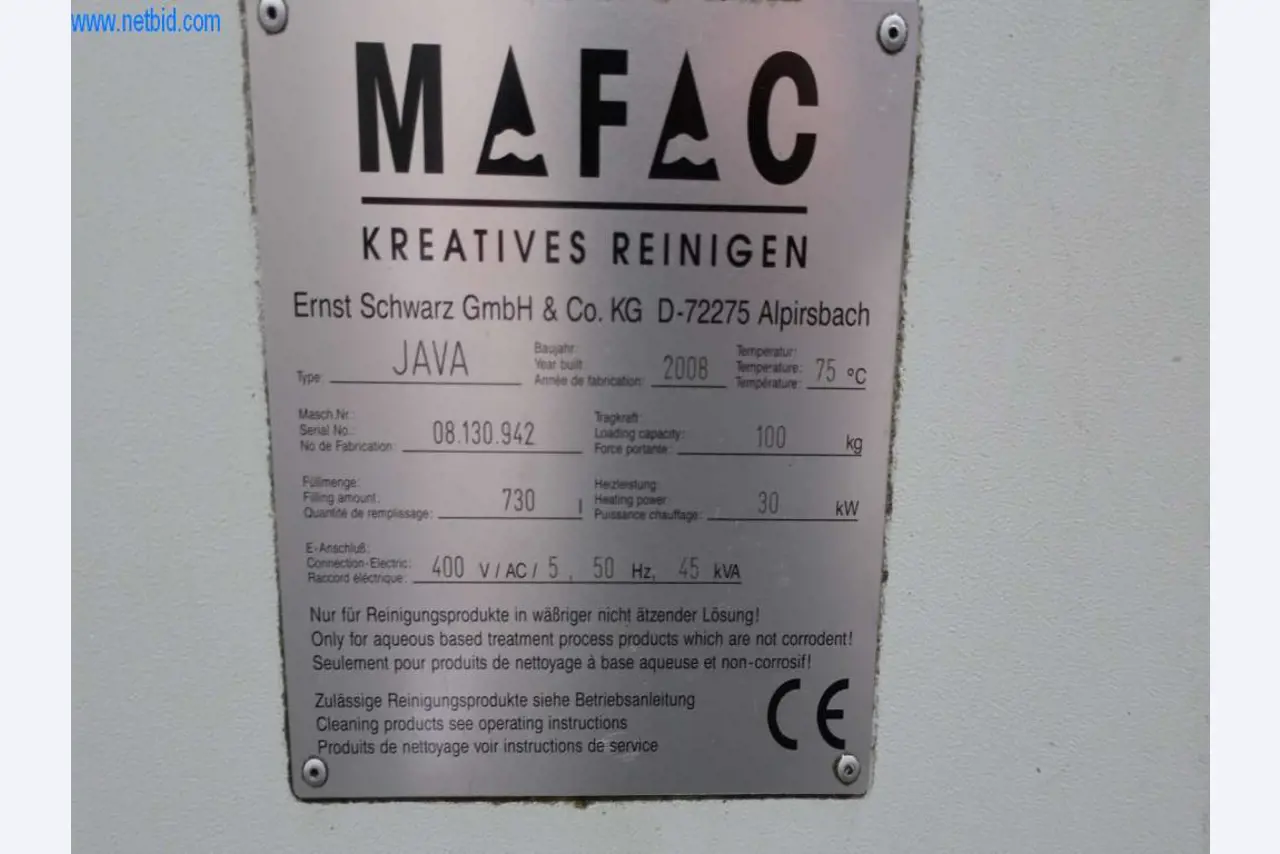 www.netbid.com
MAFAC
KREATIVES REINIGEN
Ernst Schwarz GmbH & Co. KG D-72275 Alpirsbach
Type: JAVA
Baujahr:
Year built:
Année de fabrication: 2008
Temperatur:
Temperature:
Température: 75 °C
Masch.Nr.:
Serial No.:
No de Fabrication: 08.130.942
Tragkraft:
Loading capacity:
Force portante: 100 kg
Füllmenge:
Filling amount:
Quantité de remplissage: 730 l
Heizleistung:
Heating power:
Puissance chauffage: 30 kW
E-Anschluß:
Connection-Electric:
Raccord éléctrique: 400 V/AC/ 5, 50 Hz, 45 kVA
Nur für Reinigungsprodukte in wäßriger nicht ätzender Lösung!
Only for aqueous based treatment process products which are not corrodent!
Seulement pour produits de nettoyage à base aqueuse et non-corrosif!
Zulässige Reinigungsprodukte siehe Betriebsanleitung
Cleaning products see operating instructions
Produits de nettoyage voir instructions de service
CE